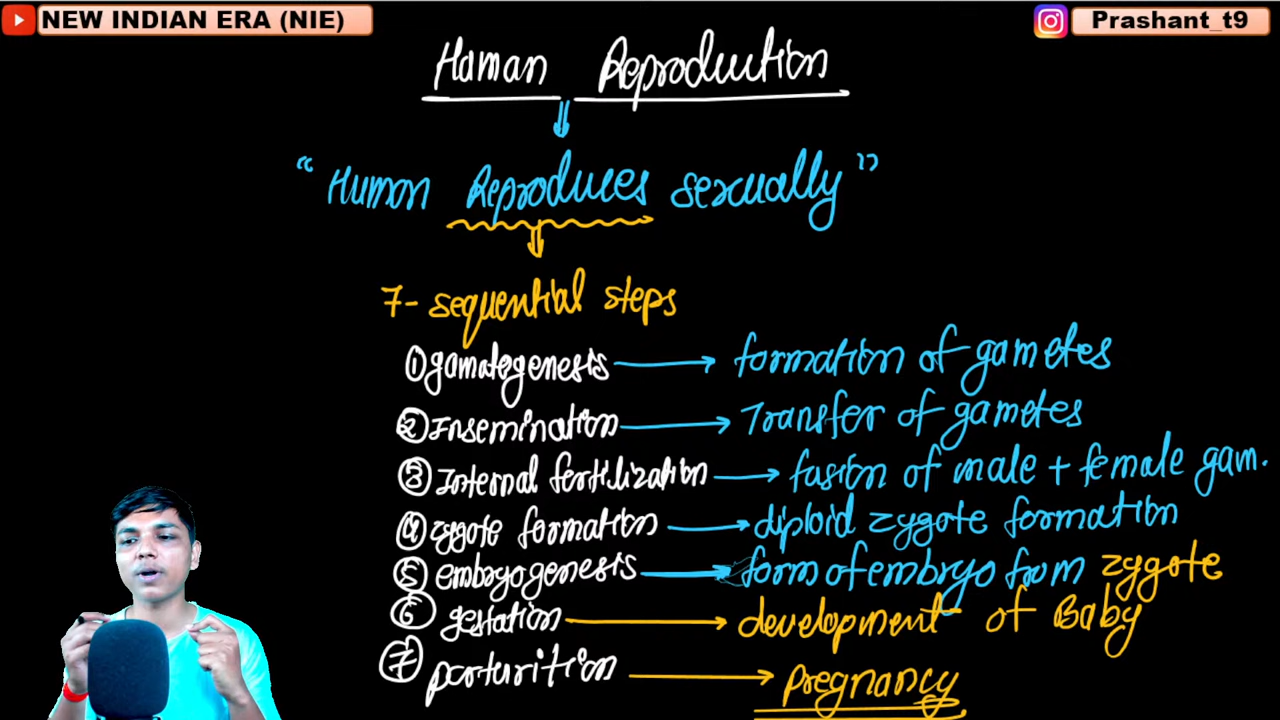 NEW INDIAN ERA (NIE)
Prashant_t9
Human Reproduction
"Human Reproduces sexually"
7- sequential steps
① gamategenesis → formation of gametes
② Insemination → Transfer of gametes
③ Internal fertilization → fusion of male + female gam.
④ zygote formation → diploid zygote formation
⑤ embryogenesis → form of embryo from zygote
⑥ gestation → development of Baby
⑦ parturition → pregnancy